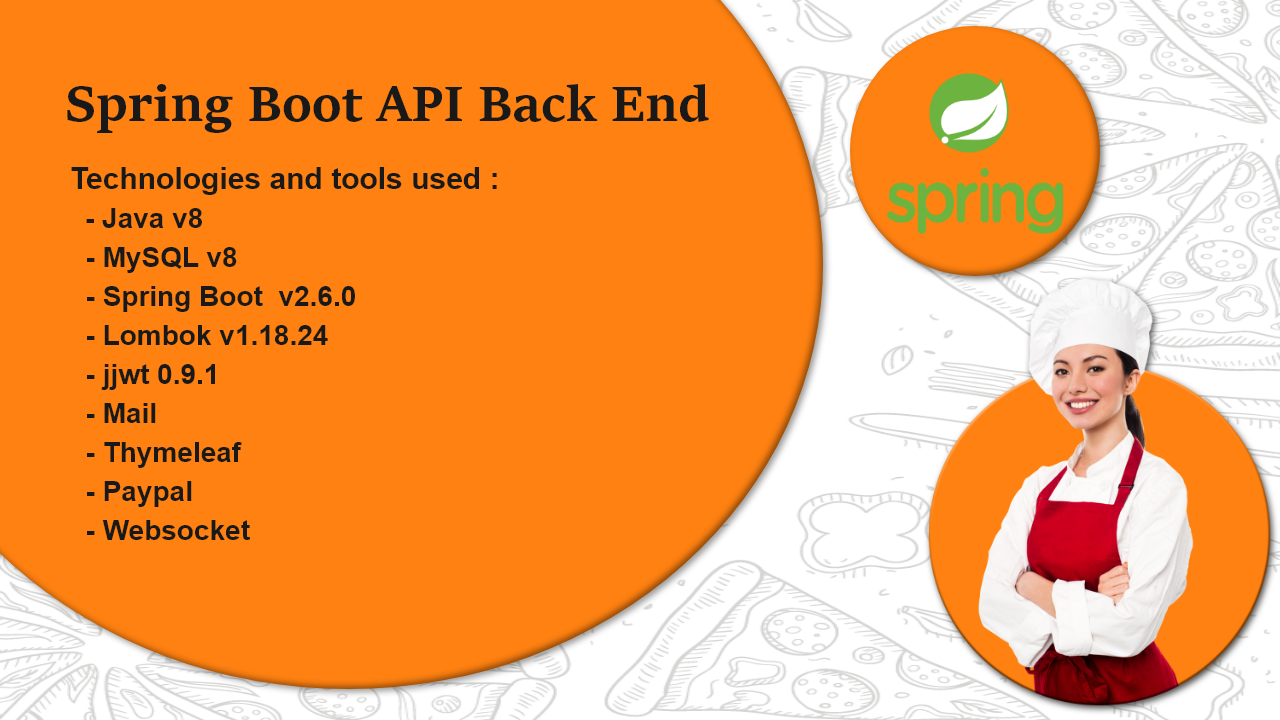 Spring Boot API Back End
Technologies and tools used :
- Java v8
- MySQL v8
- Spring Boot  v2.6.0
- Lombok v1.18.24
- jjwt 0.9.1
- Mail
- Thymeleaf
- Paypal
- Websocket
spring